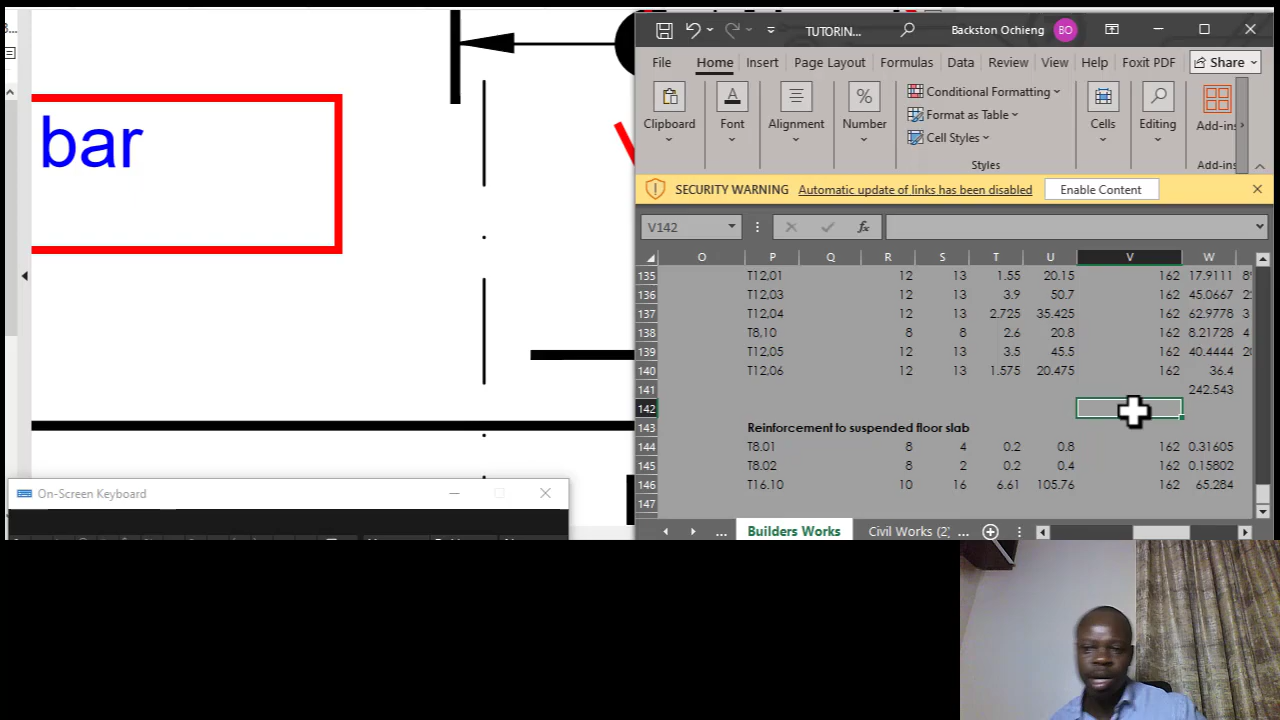 3...
bar
TUTORIN...
Backston Ochieng
BO
File Home Insert Page Layout Formulas Data Review View Help Foxit PDF Share
Clipboard
Font
Alignment
%
Number
Conditional Formatting
Format as Table
Cell Styles
Styles
Cells
Editing
Add-ins
Add-ins
SECURITY WARNING Automatic update of links has been disabled Enable Content
V142 fx
O P Q R S T U V W
135 T12,01 12 13 1.55 20.15 162 17.9111
136 T12,03 12 13 3.9 50.7 162 45.0667
137 T12,04 12 13 2.725 35.425 162 62.9778
138 T8,10 8 8 2.6 20.8 162 8.21728
139 T12,05 12 13 3.5 45.5 162 40.4444
140 T12,06 12 13 1.575 20.475 162 36.4
141 242.543
142
143 Reinforcement to suspended floor slab
144 T8.01 8 4 0.2 0.8 162 0.31605
145 T8.02 8 2 0.2 0.4 162 0.15802
146 T16.10 10 16 6.61 105.76 162 65.284
147
... Builders Works Civil Works (2) ...
On-Screen Keyboard